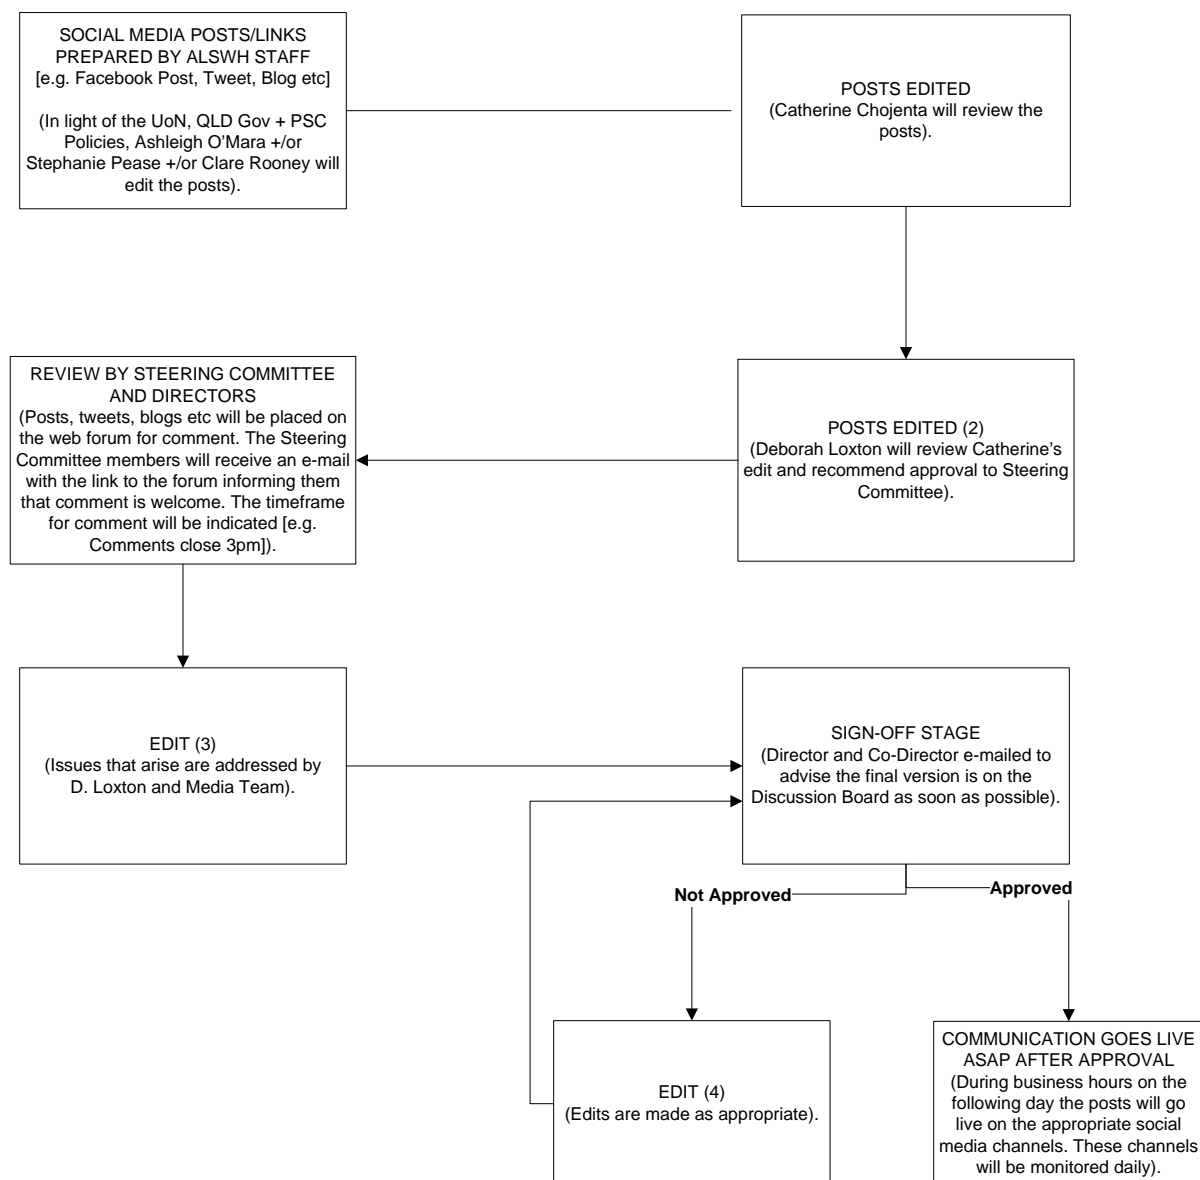 SOCIAL MEDIA POSTS/LINKS
PREPARED BY ALSWH STAFF
[e.g. Facebook Post, Tweet, Blog etc]
(In light of the UoN, QLD Gov + PSC
Policies, Ashleigh O'Mara +/or
Stephanie Pease +/or Clare Rooney will
edit the posts).
POSTS EDITED
(Catherine Chojenta will review the
posts).
POSTS EDITED (2)
(Deborah Loxton will review Catherine's
edit and recommend approval to Steering
Committee).
REVIEW BY STEERING COMMITTEE
AND DIRECTORS
(Posts, tweets, blogs etc will be placed on
the web forum for comment. The Steering
Committee members will receive an e-mail
with the link to the forum informing them
that comment is welcome. The timeframe
for comment will be indicated [e.g.
Comments close 3pm]).
EDIT (3)
(Issues that arise are addressed by
D. Loxton and Media Team).
SIGN-OFF STAGE
(Director and Co-Director e-mailed to
advise the final version is on the
Discussion Board as soon as possible).
Not Approved
Approved
EDIT (4)
(Edits are made as appropriate).
COMMUNICATION GOES LIVE
ASAP AFTER APPROVAL
(During business hours on the
following day the posts will go
live on the appropriate social
media channels. These channels
will be monitored daily).